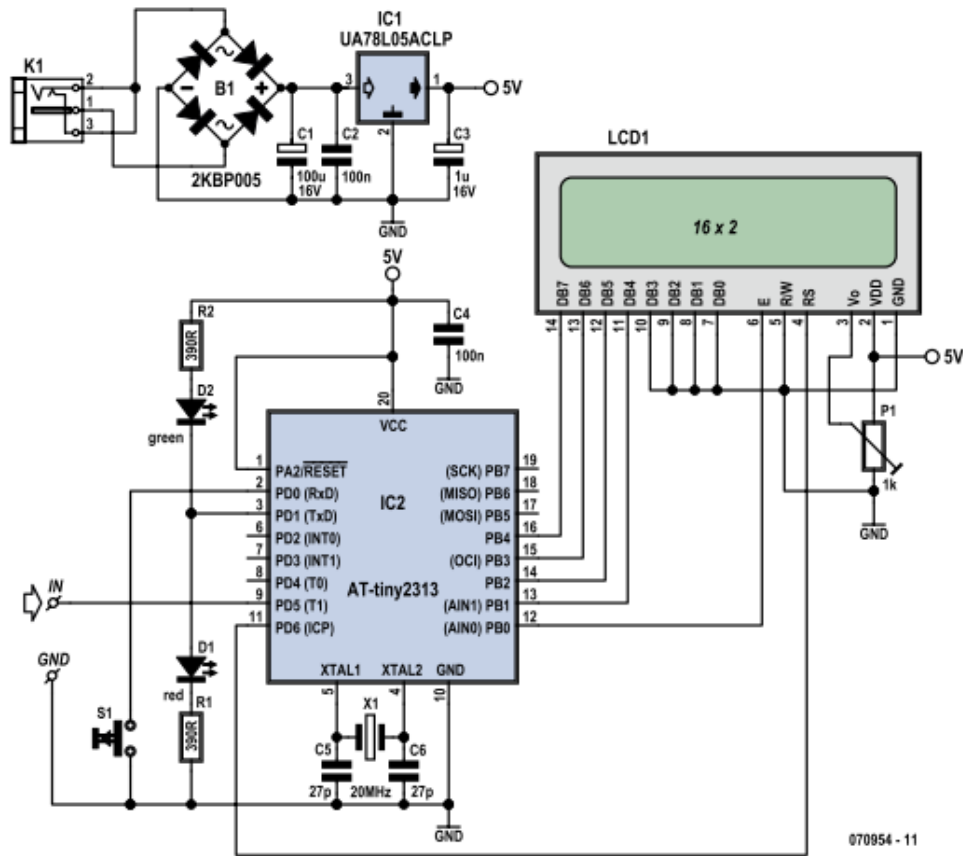 K1
2
1
3
~
B1
~
2KBP005
IC1
UA78L05ACLP
3
1
2
5V
C1
100u
16V
C2
100n
C3
1u
16V
GND
LCD1
16 x 2
DB7
DB6
DB5
DB4
DB3
DB2
DB1
DB0
E
R/W
RS
Vo
VDD
GND
14
13
12
11
10
9
8
7
6
5
4
3
2
1
5V
P1
1k
GND
5V
R2
390R
C4
100n
GND
D2
green
20
VCC
1
PA2/RESET
2
PD0 (RxD)
3
PD1 (TxD)
6
PD2 (INT0)
7
PD3 (INT1)
8
PD4 (T0)
9
PD5 (T1)
11
PD6 (ICP)
IC2
AT-tiny2313
(SCK) PB7
19
(MISO) PB6
18
(MOSI) PB5
17
PB4
16
(OCI) PB3
15
PB2
14
(AIN1) PB1
13
(AIN0) PB0
12
XTAL1
XTAL2
GND
5
4
10
IN
GND
S1
D1
red
R1
390R
X1
C5
C6
27p
20MHz
27p
GND
070954 - 11